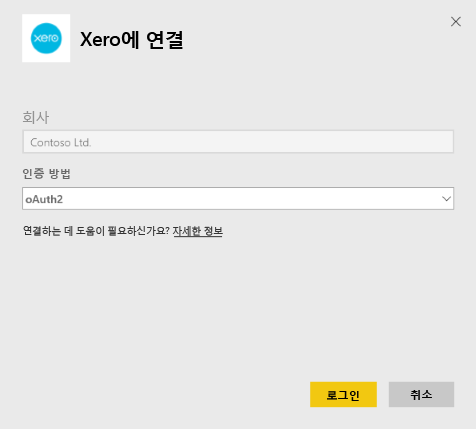 xero
Xero에 연결
회사
Contoso Ltd.
인증 방법
oAuth2
연결하는 데 도움이 필요하신가요? 자세한 정보
로그인
취소